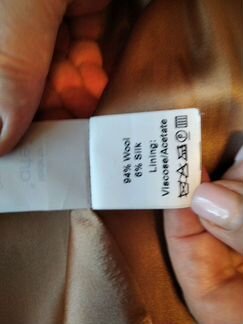 94% Wool
6% Silk
Lining:
Viscose/Acetate